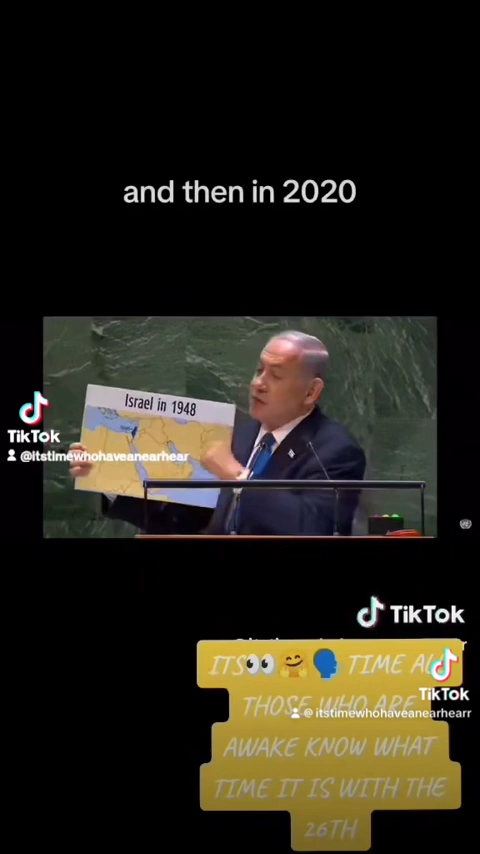 and then in 2020
Israel in 1948
TikTok
@itstimewhohaveanearhear
TikTok
ITS👀🤗🗣 TIME ALL
TikTok
THOSE WHO ARE
@itstimewhohaveanearhearr
AWAKE KNOW WHAT
TIME IT IS WITH THE
26TH